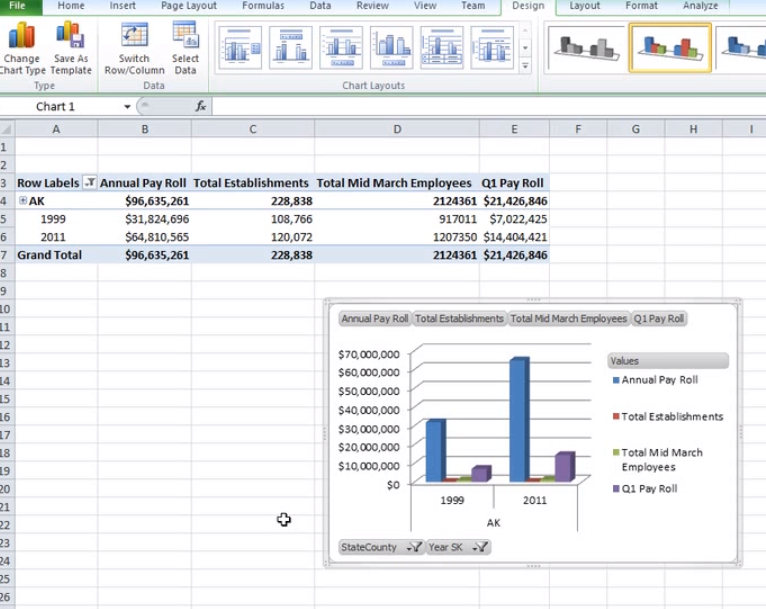 File Home Insert Page Layout Formulas Data Review View Team Design Layout Format Analyze
Change Chart Type
Save As Template
Switch Row/Column
Select Data
Type Data Chart Layouts
Chart 1 fx
A B C D E F G H I
1
2
3 Row Labels Annual Pay Roll Total Establishments Total Mid March Employees Q1 Pay Roll
4 AK $96,635,261 228,838 2124361 $21,426,846
5 1999 $31,824,696 108,766 917011 $7,022,425
6 2011 $64,810,565 120,072 1207350 $14,404,421
7 Grand Total $96,635,261 228,838 2124361 $21,426,846
8
9
10
11
12
13
14
15
16
17
18
19
20
21
22
23
24
25
26
Annual Pay Roll Total Establishments Total Mid March Employees Q1 Pay Roll
$70,000,000
$60,000,000
$50,000,000
$40,000,000
$30,000,000
$20,000,000
$10,000,000
$0
1999 2011
AK
Values
Annual Pay Roll
Total Establishments
Total Mid March
Employees
Q1 Pay Roll
StateCounty Year SK